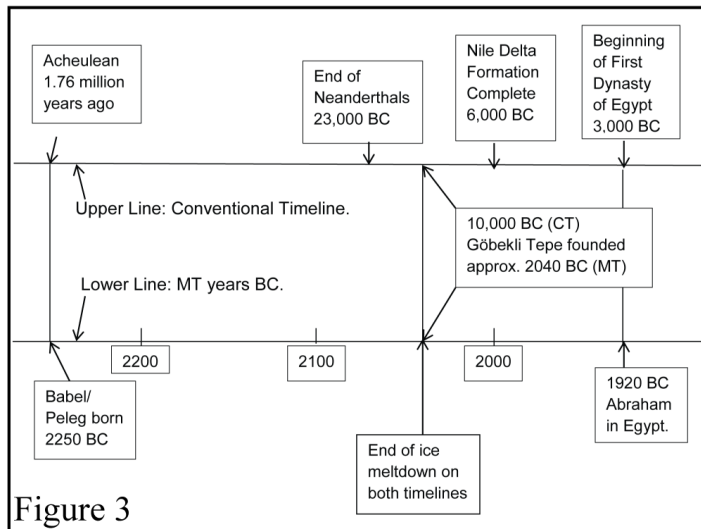 Acheulean
1.76 million
years ago
End of
Neanderthals
23,000 BC
Nile Delta
Formation
Complete
6,000 BC
Beginning
of First
Dynasty
of Egypt
3,000 BC
Upper Line: Conventional Timeline.
10,000 BC (CT)
Göbekli Tepe founded
approx. 2040 BC (MT)
Lower Line: MT years BC.
2200
2100
2000
Babel/
Peleg born
2250 BC
End of ice
meltdown on
both timelines
1920 BC
Abraham
in Egypt.
Figure 3